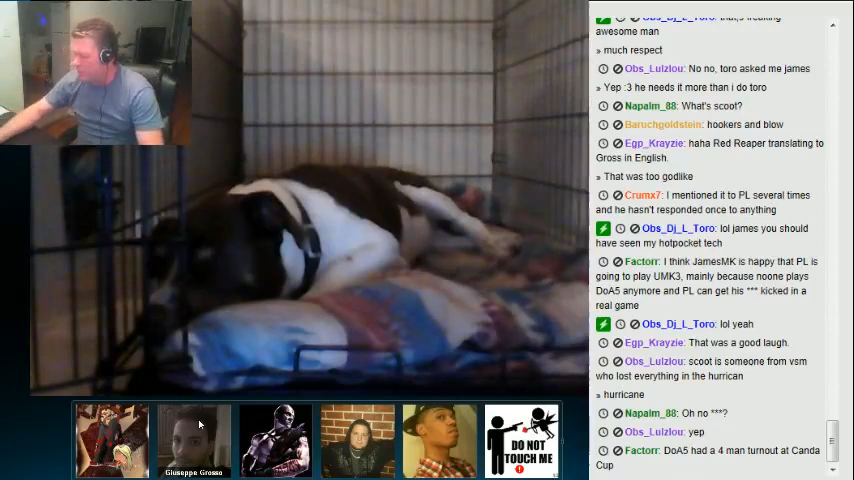 Obs_Dj_L_Toro: that,s freaking
awesome man
» much respect
Obs_Lulzlou: No no, toro asked me james
» Yep :3 he needs it more than i do toro
Napalm_88: What's scoot?
Baruchgoldstein: hookers and blow
Egp_Krayzie: haha Red Reaper translating to
Gross in English.
» That was too godlike
Crumx7: I mentioned it to PL several times
and he hasn't responded once to anything
Obs_Dj_L_Toro: lol james you should
have seen my hotpocket tech
Factorr: I think JamesMK is happy that PL is
going to play UMK3, mainly because noone plays
DoA5 anymore and PL can get his *** kicked in a
real game
Obs_Dj_L_Toro: lol yeah
Egp_Krayzie: That was a good laugh.
Obs_Lulzlou: scoot is someone from vsm
who lost everything in the hurrican
» hurricane
Napalm_88: Oh no ***?
Obs_Lulzlou: yep
Factorr: DoA5 had a 4 man turnout at Canda
Cup
Giuseppe Grosso
DO NOT
TOUCH ME